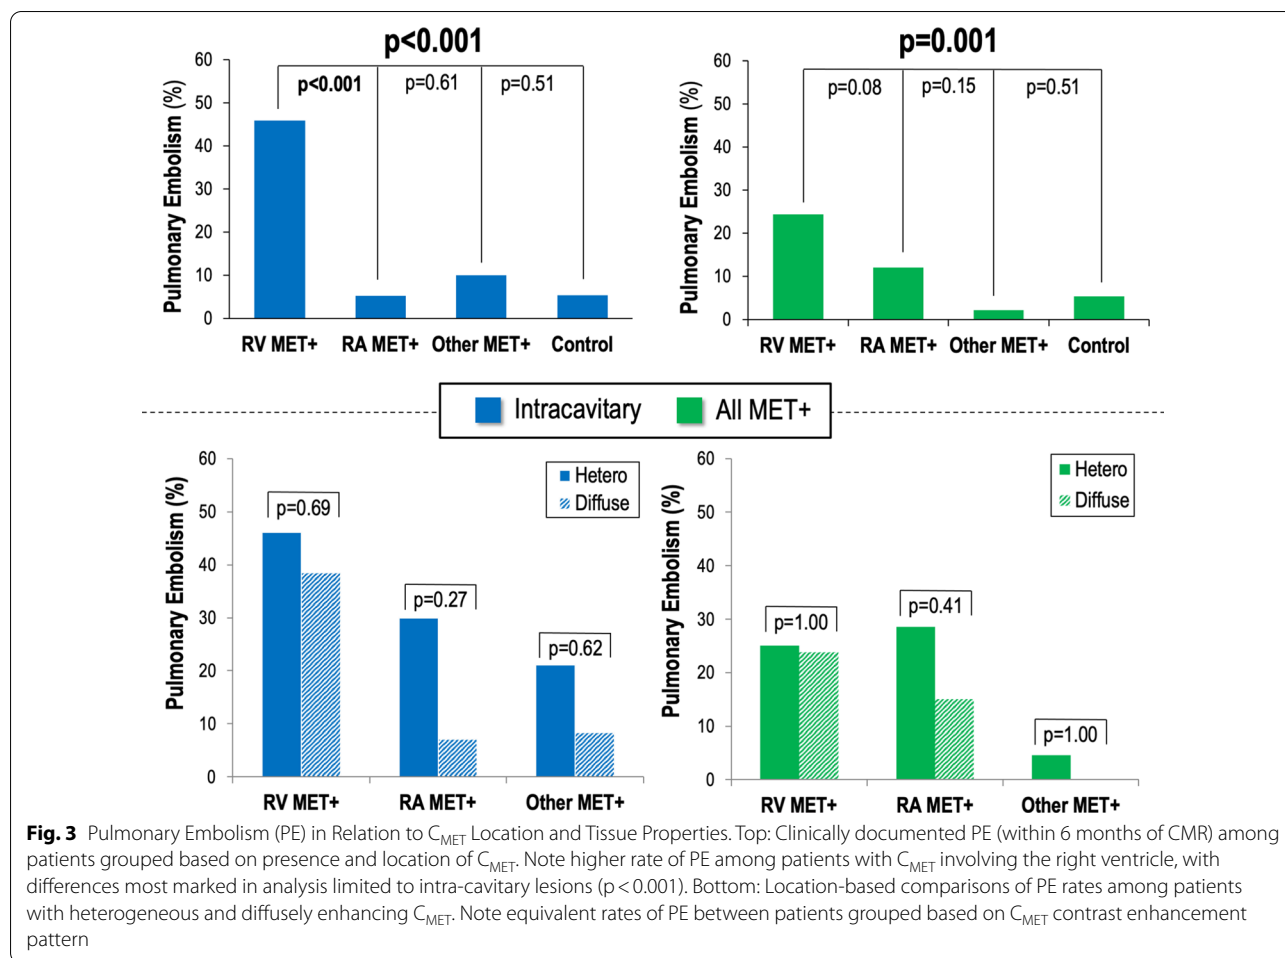 p<0.001
p=0.001
Pulmonary Embolism (%)
60
50
40
30
20
10
0
p<0.001
p=0.61
p=0.51
RV MET+
RA MET+
Other MET+
Control
Pulmonary Embolism (%)
60
50
40
30
20
10
0
p=0.08
p=0.15
p=0.51
RV MET+
RA MET+
Other MET+
Control
Intracavitary
All MET+
Pulmonary Embolism (%)
60
50
40
30
20
10
0
Hetero
Diffuse
p=0.69
p=0.27
p=0.62
RV MET+
RA MET+
Other MET+
Pulmonary Embolism (%)
60
50
40
30
20
10
0
Hetero
Diffuse
p=1.00
p=0.41
p=1.00
RV MET+
RA MET+
Other MET+
Fig. 3 Pulmonary Embolism (PE) in Relation to CMET Location and Tissue Properties. Top: Clinically documented PE (within 6 months of CMR) among
patients grouped based on presence and location of CMET. Note higher rate of PE among patients with CMET involving the right ventricle, with
differences most marked in analysis limited to intra-cavitary lesions (p < 0.001). Bottom: Location-based comparisons of PE rates among patients
with heterogeneous and diffusely enhancing CMET. Note equivalent rates of PE between patients grouped based on CMET contrast enhancement
pattern